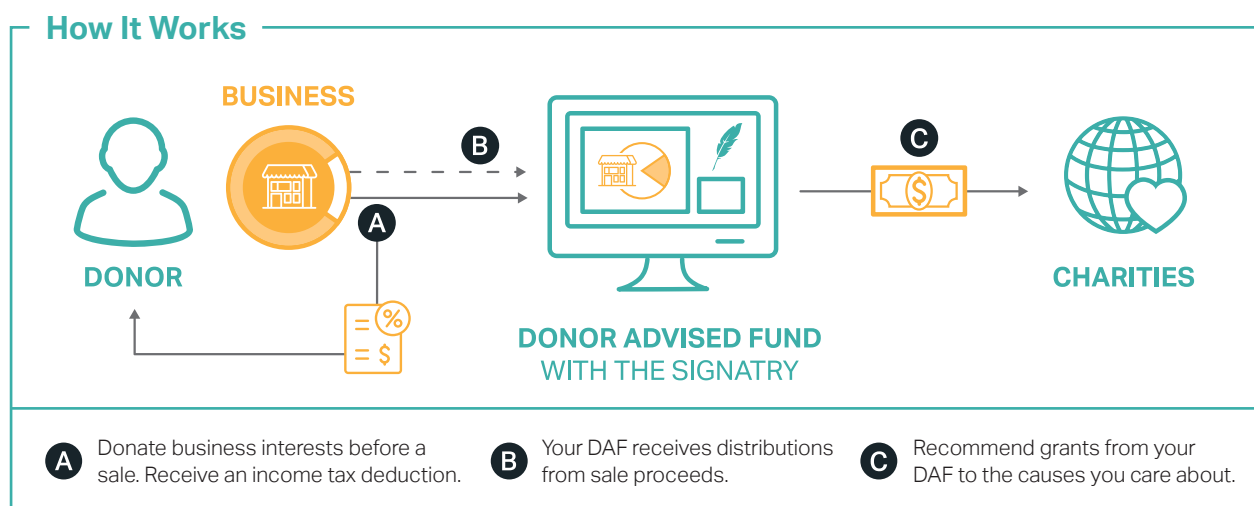 How It Works
BUSINESS
B
C
A
DONOR
CHARITIES
%
$
$
DONOR ADVISED FUND
WITH THE SIGNATRY
A
Donate business interests before a
sale. Receive an income tax deduction.
B
Your DAF receives distributions
from sale proceeds.
C
Recommend grants from your
DAF to the causes you care about.